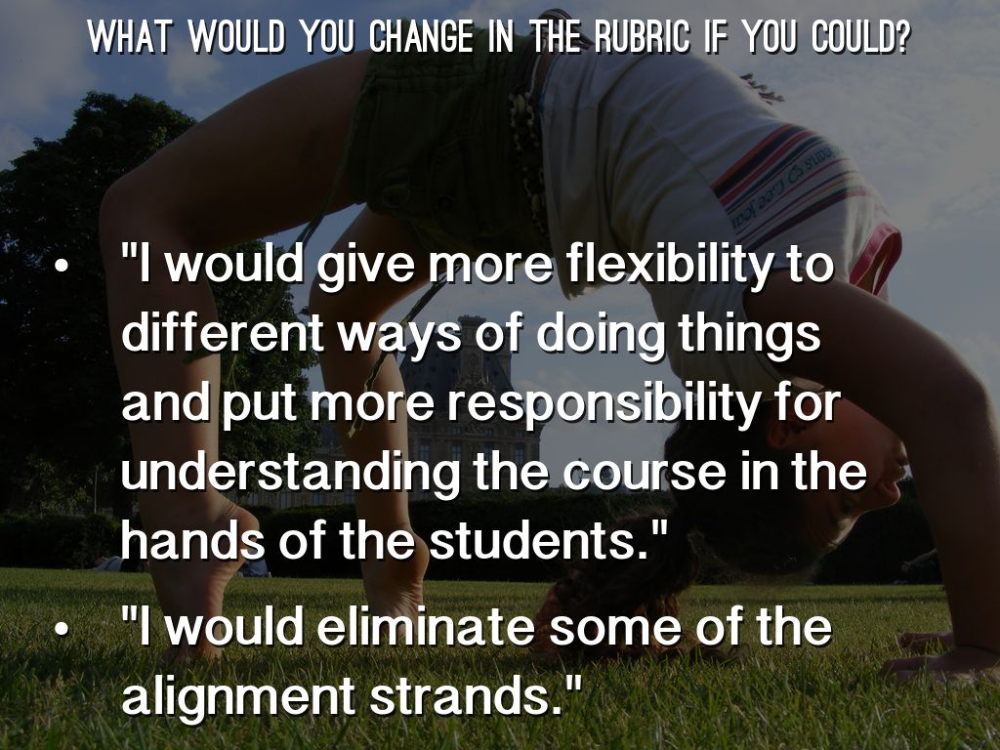 WHAT WOULD YOU CHANGE IN THE RUBRIC IF YOU COULD?
• "I would give more flexibility to
different ways of doing things
and put more responsibility for
understanding the course in the
hands of the students."
• "I would eliminate some of the
alignment strands."